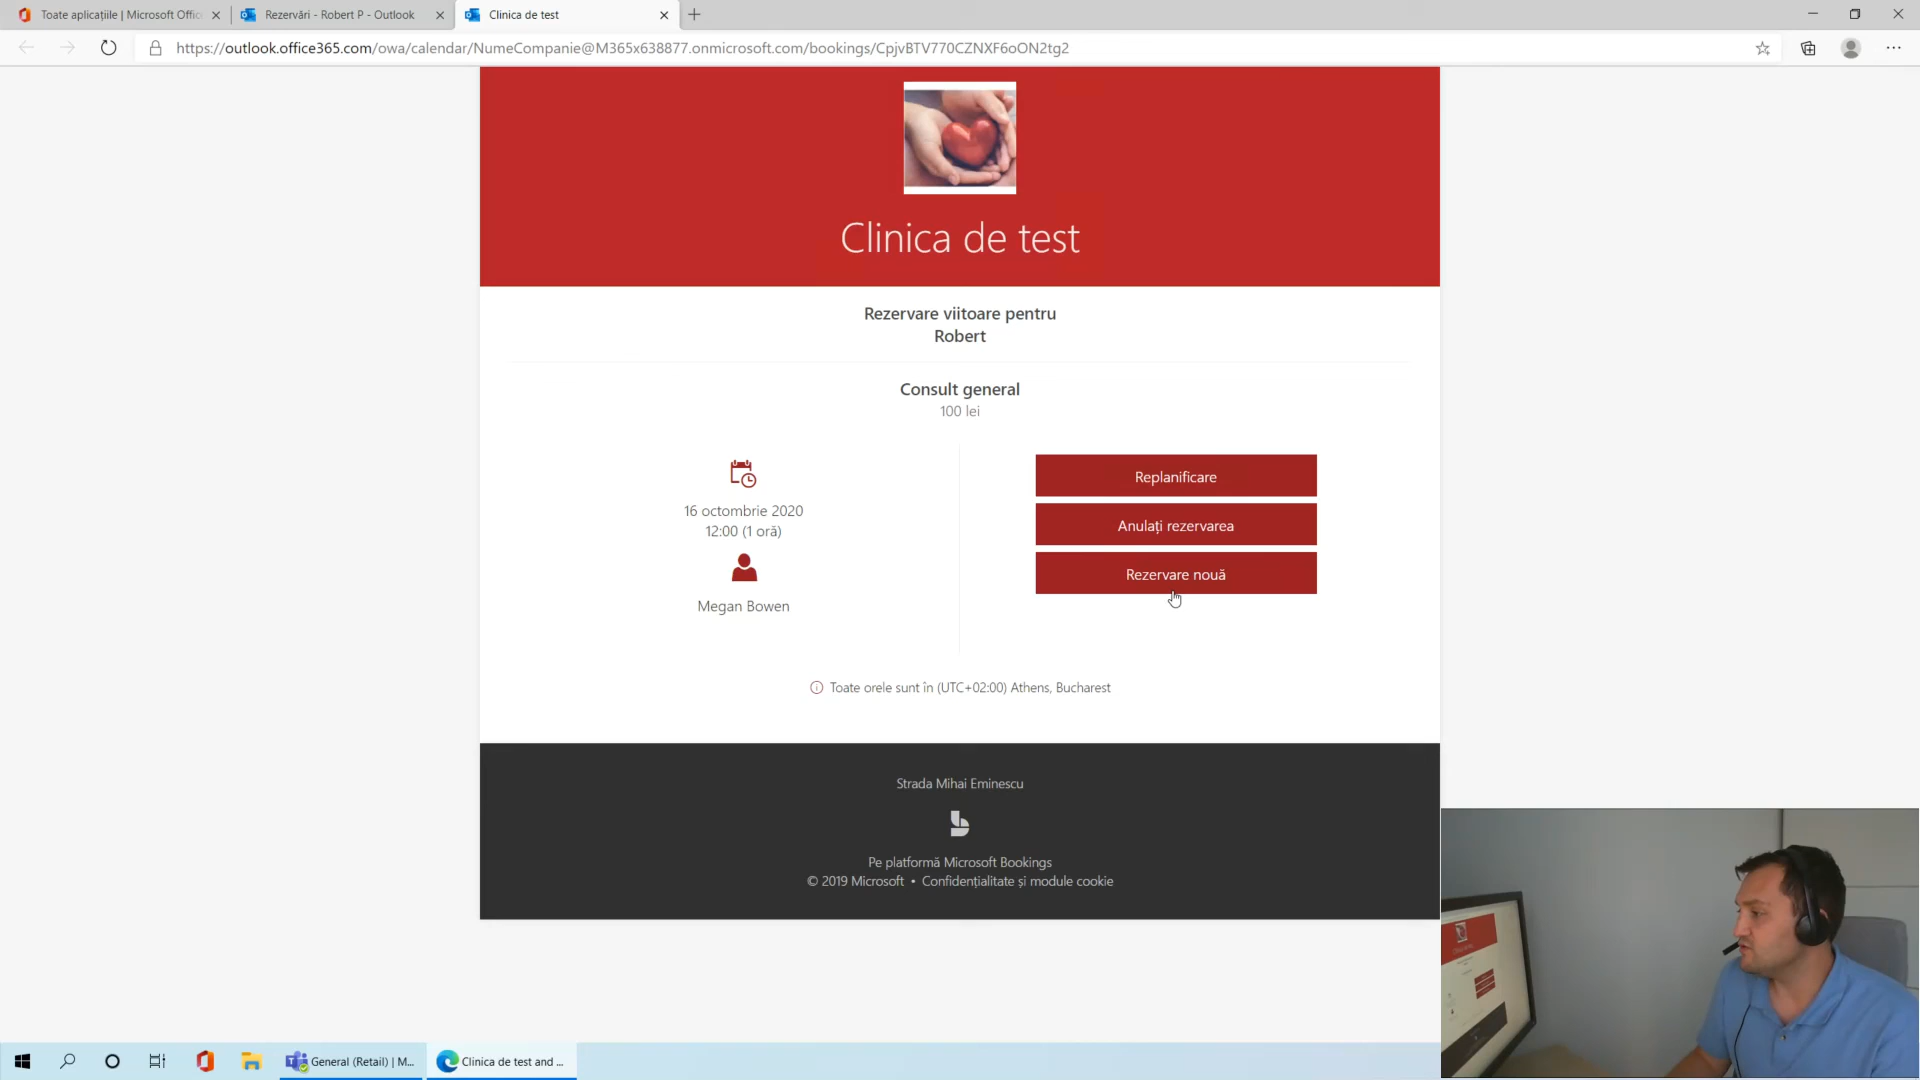 Toate aplicațiile | Microsoft Offic
Rezervări - Robert P - Outlook
Clinica de test
https://outlook.office365.com/owa/calendar/NumeCompanie@M365x638877.onmicrosoft.com/bookings/CpjvBTV770CZNXF6oON2tg2
Clinica de test
Rezervare viitoare pentru
Robert
Consult general
100 lei
16 octombrie 2020
12:00 (1 oră)
Megan Bowen
Replanificare
Anulați rezervarea
Rezervare nouă
Toate orele sunt în (UTC+02:00) Athens, Bucharest
Strada Mihai Eminescu
Pe platformă Microsoft Bookings
© 2019 Microsoft • Confidențialitate și module cookie
General (Retail) | M...
Clinica de test and ...